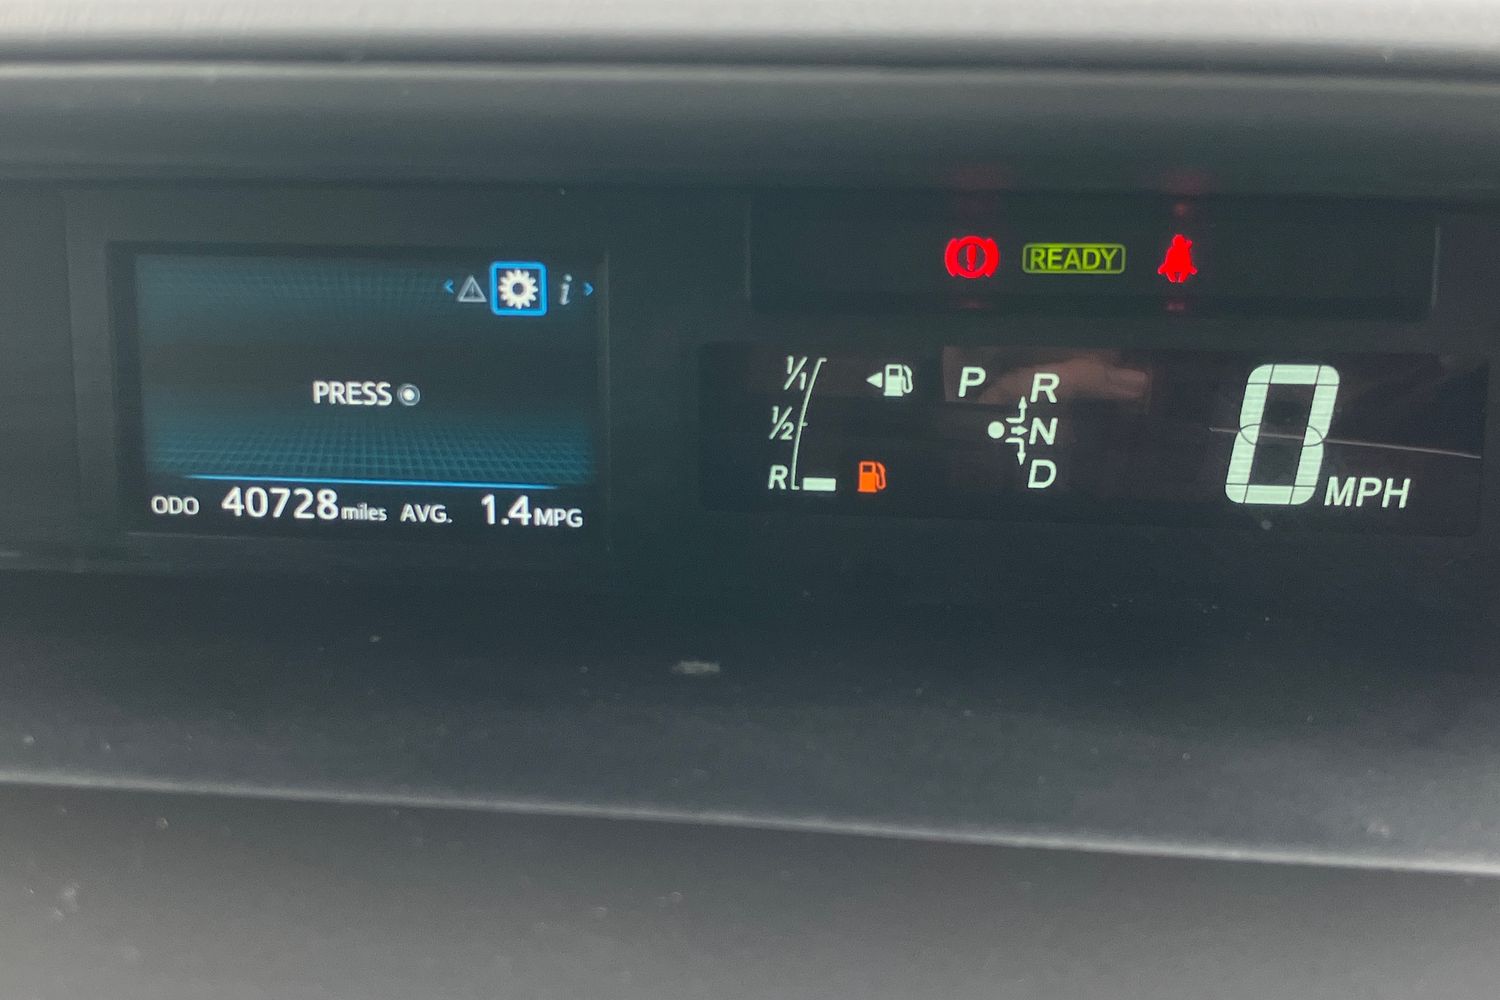 READY
i
PRESS
ODO 40728 miles AVG. 1.4 MPG
1/1
1/2
R
P R
N
D
0 MPH